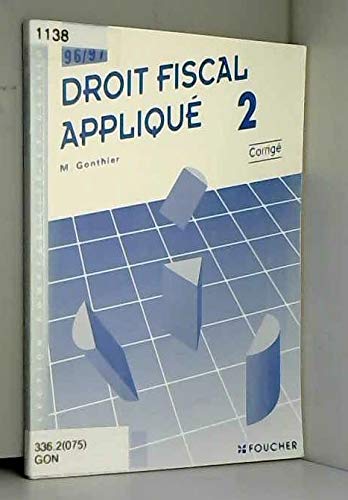 1138
96/97
DROIT FISCAL
APPLIQUÉ 2
Corrigé
M. Gonthier
336.2(075)
GON
FOUCHER